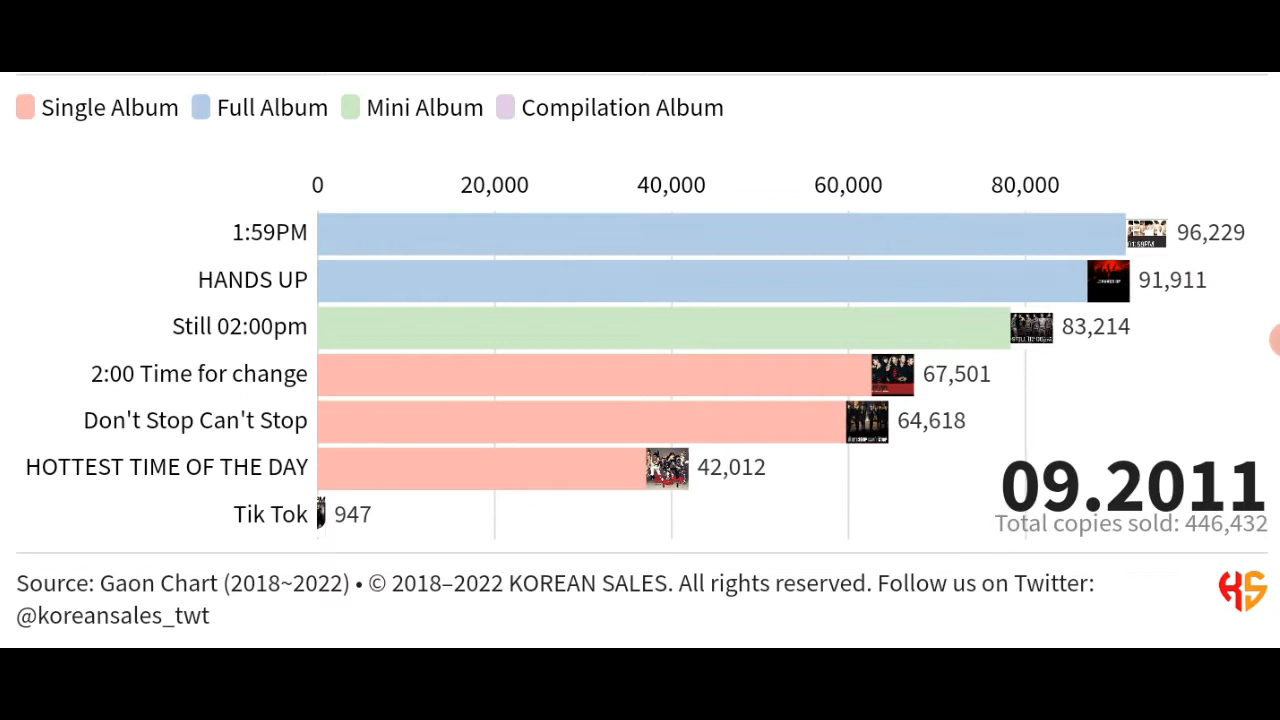 Single Album Full Album Mini Album Compilation Album
0 20,000 40,000 60,000 80,000
1:59PM 96,229
HANDS UP 91,911
Still 02:00pm 83,214
2:00 Time for change 67,501
Don't Stop Can't Stop 64,618
HOTTEST TIME OF THE DAY 42,012
Tik Tok 947
09.2011
Total copies sold: 446,432
Source: Gaon Chart (2018~2022) • © 2018–2022 KOREAN SALES. All rights reserved. Follow us on Twitter:
@koreansales_twt
KS